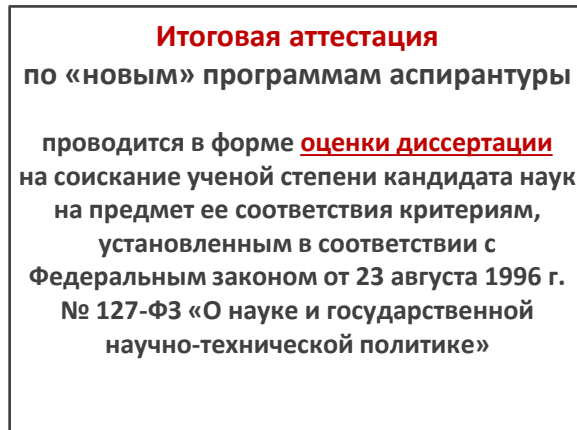 Итоговая аттестация
по «новым» программам аспирантуры
проводится в форме оценки диссертации
на соискание ученой степени кандидата наук
на предмет ее соответствия критериям,
установленным в соответствии с
Федеральным законом от 23 августа 1996 г.
№ 127-ФЗ «О науке и государственной
научно-технической политике»